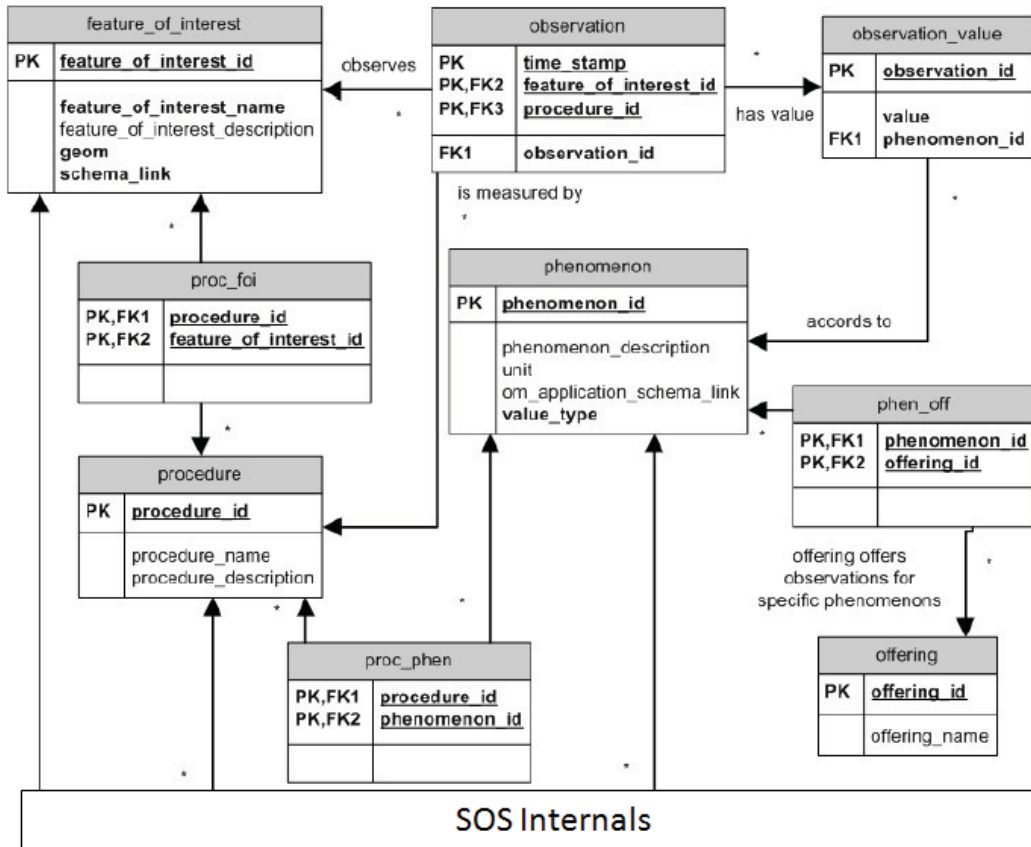 feature_of_interest
PK feature_of_interest_id
feature_of_interest_name
feature_of_interest_description
geom
schema_link
observes
*
observation
PK time_stamp
PK,FK2 feature_of_interest_id
PK,FK3 procedure_id
FK1 observation_id
*
has value
observation_value
PK observation_id
value
FK1 phenomenon_id
is measured by
*
*
*
proc_foi
PK,FK1 procedure_id
PK,FK2 feature_of_interest_id
*
phenomenon
PK phenomenon_id
phenomenon_description
unit
om_application_schema_link
value_type
accords to
phen_off
PK,FK1 phenomenon_id
PK,FK2 offering_id
*
procedure
PK procedure_id
procedure_name
procedure_description
offering offers
observations for
specific phenomenons
*
*
*
proc_phen
PK,FK1 procedure_id
PK,FK2 phenomenon_id
offering
PK offering_id
offering_name
*
*
SOS Internals